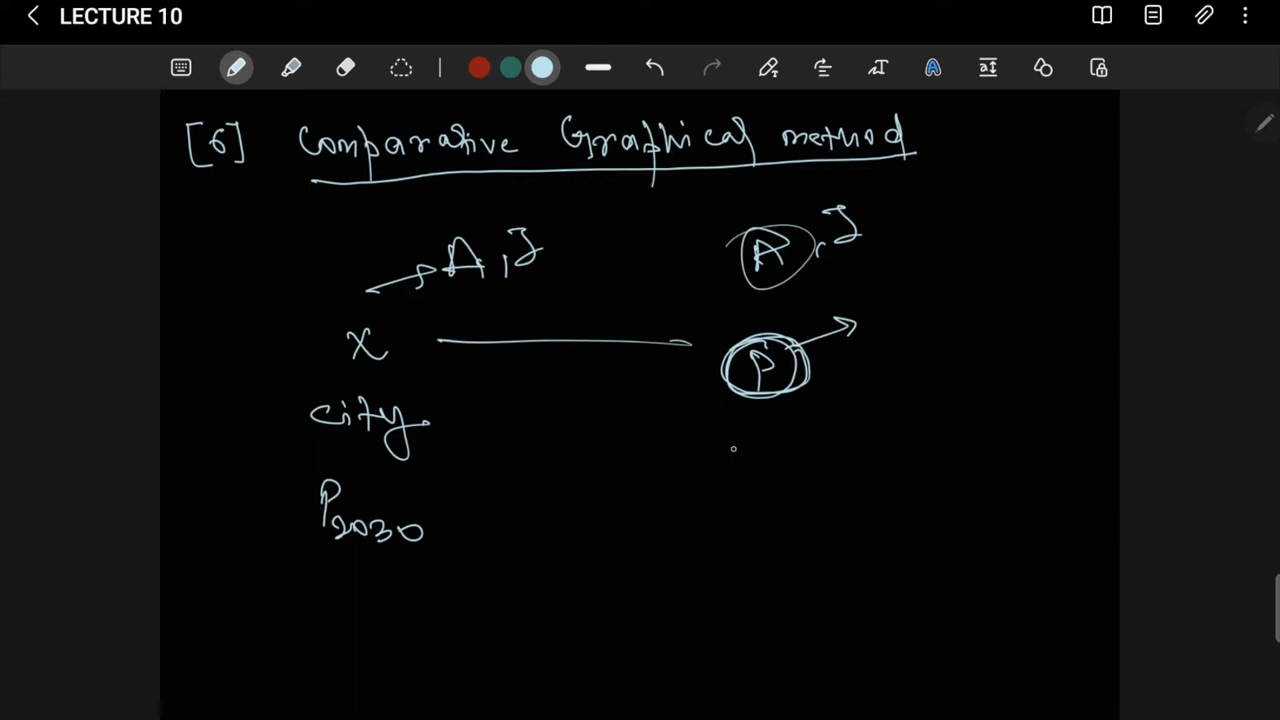 LECTURE 10
[6] Comparative Graphical method
A, J
A, J
X
P
city
P2030